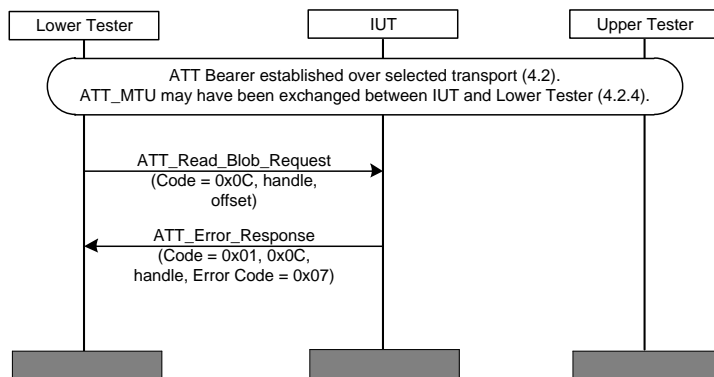 Lower Tester
IUT
Upper Tester
ATT Bearer established over selected transport (4.2).
ATT_MTU may have been exchanged between IUT and Lower Tester (4.2.4).
ATT_Read_Blob_Request
(Code = 0x0C, handle,
offset)
ATT_Error_Response
(Code = 0x01, 0x0C,
handle, Error Code = 0x07)